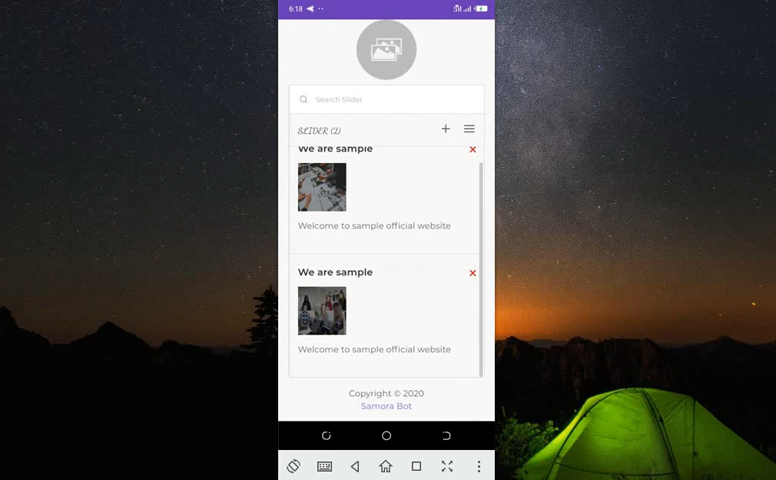 6:18
Search Slider
SLIDER (2)
We are sample
Welcome to sample official website
We are sample
Welcome to sample official website
Copyright © 2020
Samora Bot